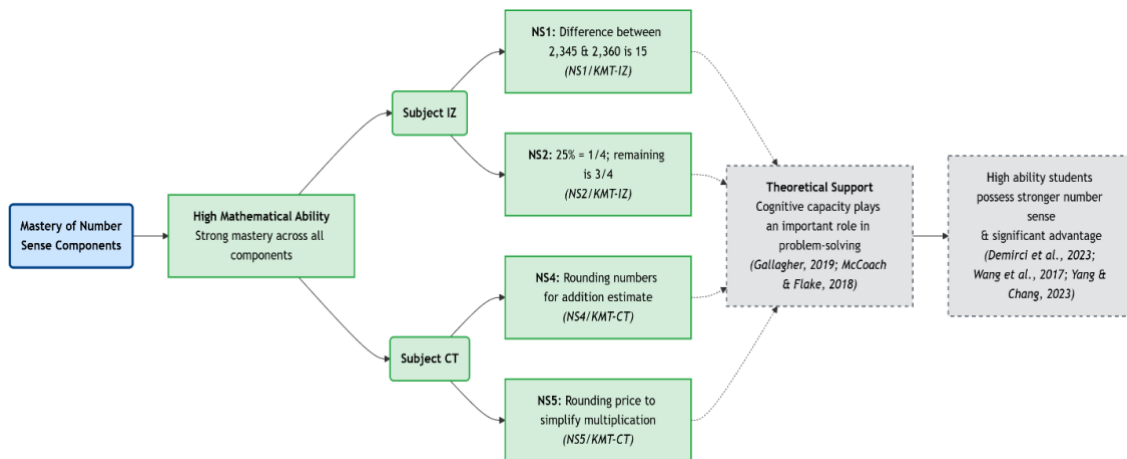 Mastery of Number
Sense Components
High Mathematical Ability
Strong mastery across all
components
Subject IZ
Subject CT
NS1: Difference between
2,345 & 2,360 is 15
(NS1/KMT-IZ)
NS2: 25% = 1/4; remaining
is 3/4
(NS2/KMT-IZ)
NS4: Rounding numbers
for addition estimate
(NS4/KMT-CT)
NS5: Rounding price to
simplify multiplication
(NS5/KMT-CT)
Theoretical Support
Cognitive capacity plays
an important role in
problem-solving
(Gallagher, 2019; McCoach
& Flake, 2018)
High ability students
possess stronger number
sense
& significant advantage
(Demirci et al., 2023;
Wang et al., 2017; Yang &
Chang, 2023)